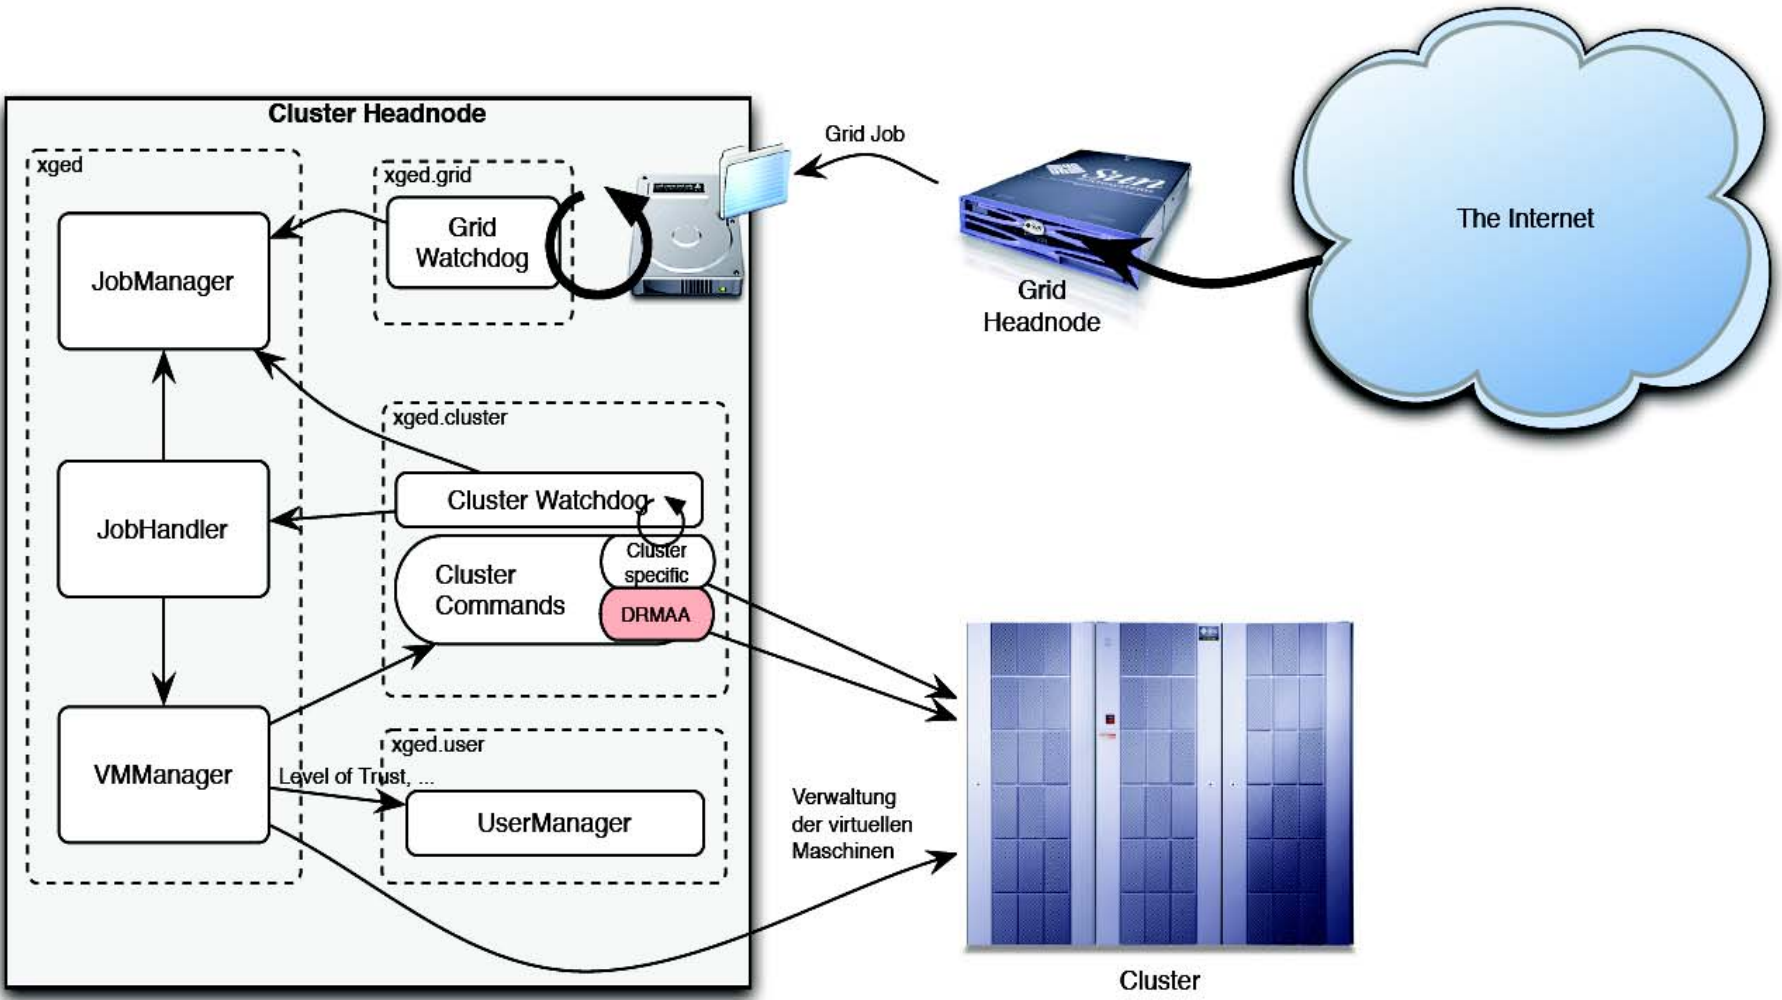 Cluster Headnode
xged
xged.grid
Grid
Watchdog
JobManager
Grid Job
Sun
Grid
Headnode
The Internet
xged.cluster
Cluster Watchdog
JobHandler
Cluster
Commands
Cluster
specific
DRMAA
xged.user
VMManager
Level of Trust, ...
UserManager
Verwaltung
der virtuellen
Maschinen
Cluster